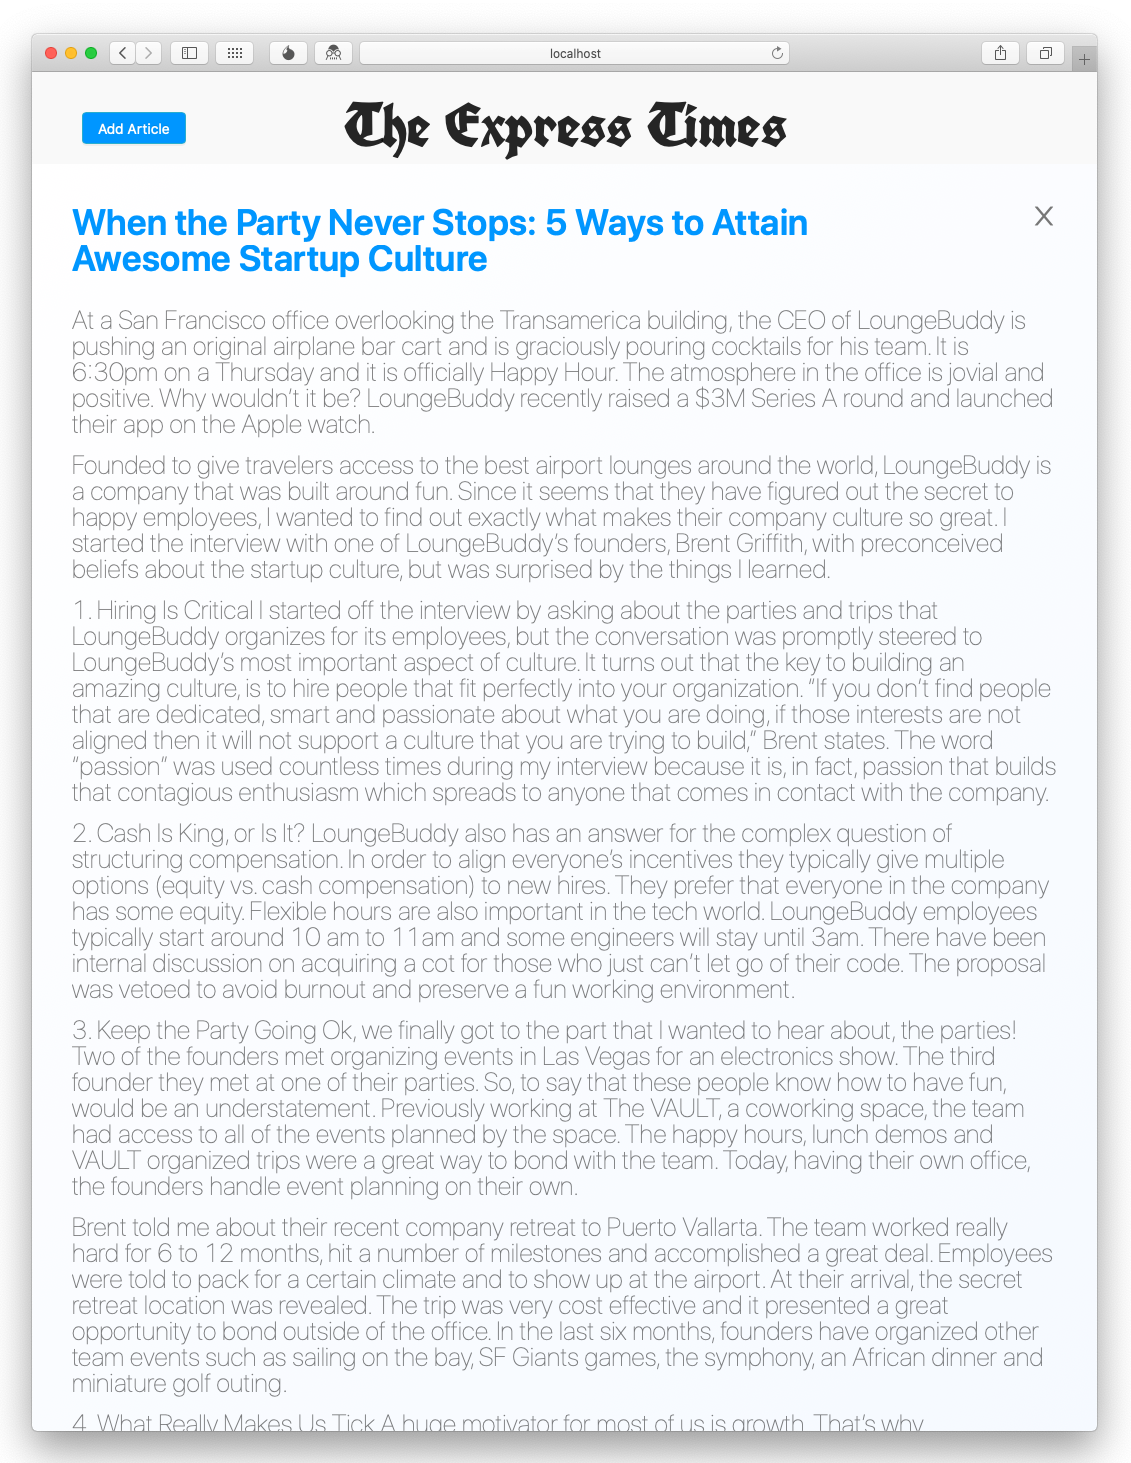 localhost
Add Article
The Express Times
When the Party Never Stops: 5 Ways to Attain
Awesome Startup Culture
X
At a San Francisco office overlooking the Transamerica building, the CEO of LoungeBuddy is
pushing an original airplane bar cart and is graciously pouring cocktails for his team. It is
6:30pm on a Thursday and it is officially Happy Hour. The atmosphere in the office is jovial and
positive. Why wouldn’t it be? LoungeBuddy recently raised a $3M Series A round and launched
their app on the Apple watch.
Founded to give travelers access to the best airport lounges around the world, LoungeBuddy is
a company that was built around fun. Since it seems that they have figured out the secret to
happy employees, I wanted to find out exactly what makes their company culture so great. I
started the interview with one of LoungeBuddy’s founders, Brent Griffith, with preconceived
beliefs about the startup culture, but was surprised by the things I learned.
1. Hiring Is Critical I started off the interview by asking about the parties and trips that
LoungeBuddy organizes for its employees, but the conversation was promptly steered to
LoungeBuddy’s most important aspect of culture. It turns out that the key to building an
amazing culture, is to hire people that fit perfectly into your organization. “If you don’t find people
that are dedicated, smart and passionate about what you are doing, if those interests are not
aligned then it will not support a culture that you are trying to build,” Brent states. The word
“passion” was used countless times during my interview because it is, in fact, passion that builds
that contagious enthusiasm which spreads to anyone that comes in contact with the company.
2. Cash Is King, or Is It? LoungeBuddy also has an answer for the complex question of
structuring compensation. In order to align everyone’s incentives they typically give multiple
options (equity vs. cash compensation) to new hires. They prefer that everyone in the company
has some equity. Flexible hours are also important in the tech world. LoungeBuddy employees
typically start around 10 am to 11am and some engineers will stay until 3am. There have been
internal discussion on acquiring a cot for those who just can’t let go of their code. The proposal
was vetoed to avoid burnout and preserve a fun working environment.
3. Keep the Party Going Ok, we finally got to the part that I wanted to hear about, the parties!
Two of the founders met organizing events in Las Vegas for an electronics show. The third
founder they met at one of their parties. So, to say that these people know how to have fun,
would be an understatement. Previously working at The VAULT, a coworking space, the team
had access to all of the events planned by the space. The happy hours, lunch demos and
VAULT organized trips were a great way to bond with the team. Today, having their own office,
the founders handle event planning on their own.
Brent told me about their recent company retreat to Puerto Vallarta. The team worked really
hard for 6 to 12 months, hit a number of milestones and accomplished a great deal. Employees
were told to pack for a certain climate and to show up at the airport. At their arrival, the secret
retreat location was revealed. The trip was very cost effective and it presented a great
opportunity to bond outside of the office. In the last six months, founders have organized other
team events such as sailing on the bay, SF Giants games, the symphony, an African dinner and
miniature golf outing.
4. What Really Makes Us Tick A huge motivator for most of us is growth. That’s why